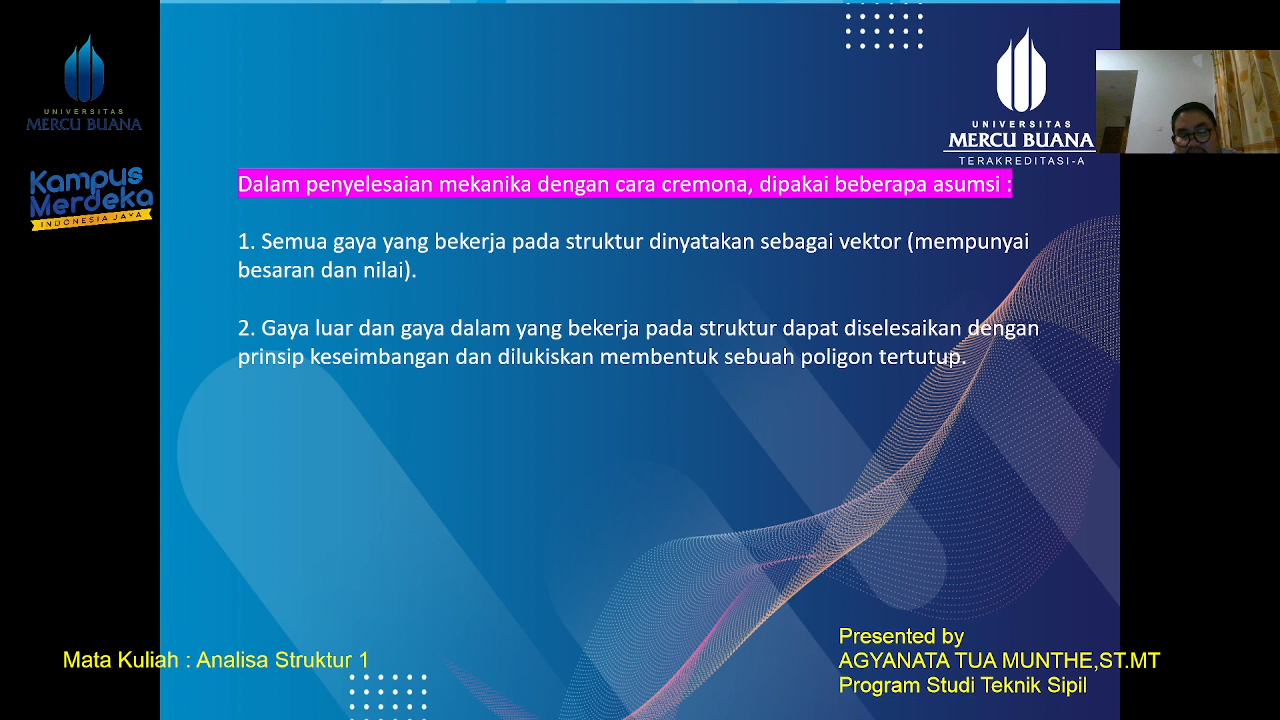 UNIVERSITAS
MERCU BUANA
Kampus
Merdeka
INDONESIA JAYA
UNIVERSITAS
MERCU BUANA
TERAKREDITASI-A
Dalam penyelesaian mekanika dengan cara cremona, dipakai beberapa asumsi :
1. Semua gaya yang bekerja pada struktur dinyatakan sebagai vektor (mempunyai
besaran dan nilai).
2. Gaya luar dan gaya dalam yang bekerja pada struktur dapat diselesaikan dengan
prinsip keseimbangan dan dilukiskan membentuk sebuah poligon tertutup.
Mata Kuliah : Analisa Struktur 1
Presented by
AGYANATA TUA MUNTHE,ST.MT
Program Studi Teknik Sipil